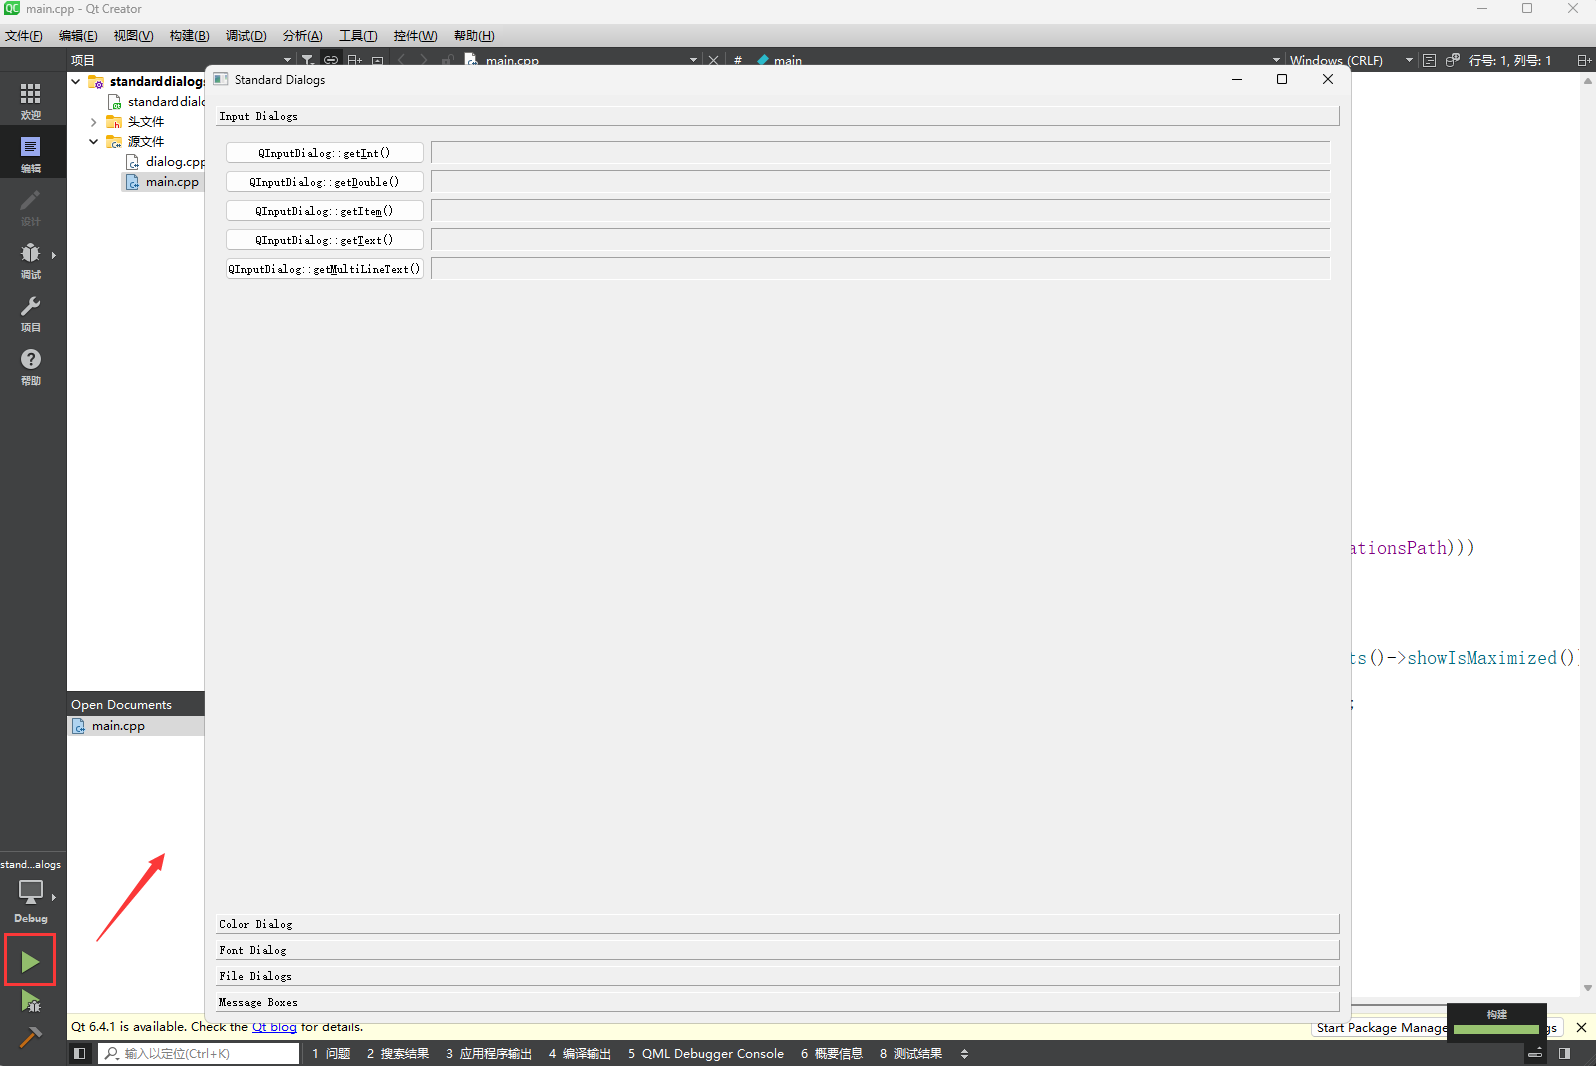 main.cpp - Qt Creator
文件(F) 编辑(E) 视图(V) 构建(B) 调试(D) 分析(A) 工具(T) 控件(W) 帮助(H)
项目
main.cpp
# main
Windows (CRLF)
行号: 1, 列号: 1
欢迎
编辑
设计
调试
项目
帮助
standarddialogs
standarddialo
头文件
源文件
dialog.cpp
main.cpp
Standard Dialogs
Input Dialogs
QInputDialog::getInt()
QInputDialog::getDouble()
QInputDialog::getItem()
QInputDialog::getText()
QInputDialog::getMultiLineText()
ationsPath)))
ts()->showIsMaximized()
;
Open Documents
main.cpp
Color Dialog
Font Dialog
File Dialogs
Message Boxes
stand...alogs
Debug
Qt 6.4.1 is available. Check the Qt blog for details.
Start Package Manage
gs
构建
输入以定位(Ctrl+K)
1 问题 2 搜索结果 3 应用程序输出 4 编译输出 5 QML Debugger Console 6 概要信息 8 测试结果